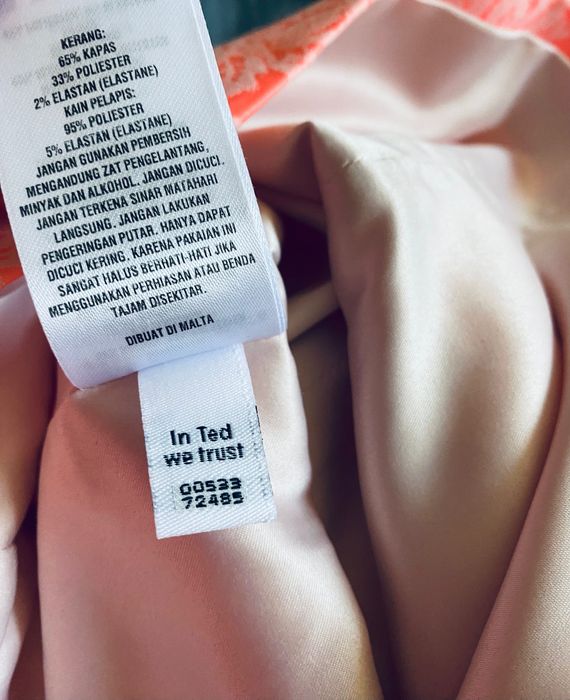 KERANG:
65% KAPAS
33% POLIESTER
2% ELASTAN (ELASTANE)
KAIN PELAPIS:
95% POLIESTER
5% ELASTAN (ELASTANE)
JANGAN GUNAKAN PEMBERSIH
MENGANDUNG ZAT PENGELANTANG,
MINYAK DAN ALKOHOL. JANGAN DICUCI.
JANGAN TERKENA SINAR MATAHARI
LANGSUNG. JANGAN LAKUKAN
PENGERINGAN PUTAR. HANYA DAPAT
DICUCI KERING. KARENA PAKAIAN INI
SANGAT HALUS BERHATI-HATI JIKA
MENGGUNAKAN PERHIASAN ATAU BENDA
TAJAM DISEKITAR.
DIBUAT DI MALTA
In Ted
we trust
00533
72485